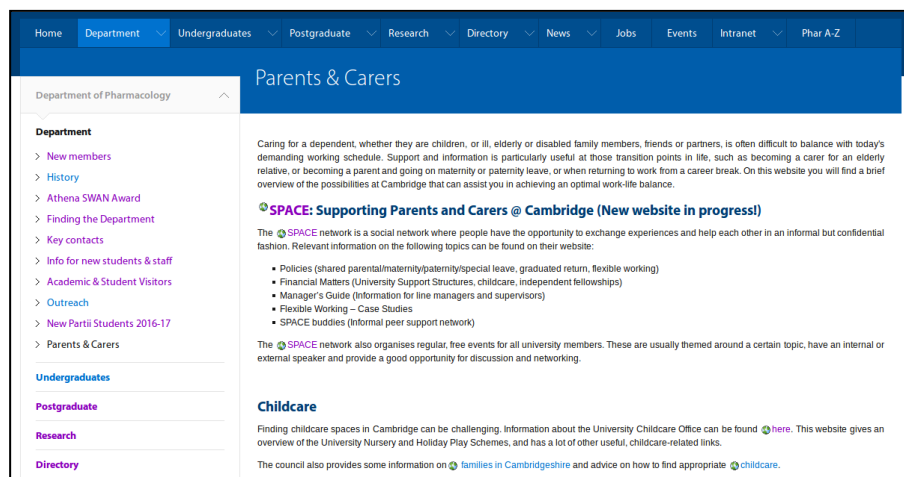 Home Department Undergraduates Postgraduate Research Directory News Jobs Events Intranet Phar A-Z
Parents & Carers
Department of Pharmacology
Department
New members
History
Athena SWAN Award
Finding the Department
Key contacts
Info for new students & staff
Academic & Student Visitors
Outreach
New Partii Students 2016-17
Parents & Carers
Undergraduates
Postgraduate
Research
Directory
Caring for a dependent, whether they are children, or ill, elderly or disabled family members, friends or partners, is often difficult to balance with today's
demanding working schedule. Support and information is particularly useful at those transition points in life, such as becoming a carer for an elderly
relative, or becoming a parent and going on maternity or paternity leave, or when returning to work from a career break. On this website you will find a brief
overview of the possibilities at Cambridge that can assist you in achieving an optimal work-life balance.
SPACE: Supporting Parents and Carers @ Cambridge (New website in progress!)
The SPACE network is a social network where people have the opportunity to exchange experiences and help each other in an informal but confidential
fashion. Relevant information on the following topics can be found on their website:
Policies (shared parental/maternity/paternity/special leave, graduated return, flexible working)
Financial Matters (University Support Structures, childcare, independent fellowships)
Manager's Guide (Information for line managers and supervisors)
Flexible Working – Case Studies
SPACE buddies (Informal peer support network)
The SPACE network also organises regular, free events for all university members. These are usually themed around a certain topic, have an internal or
external speaker and provide a good opportunity for discussion and networking.
Childcare
Finding childcare spaces in Cambridge can be challenging. Information about the University Childcare Office can be found here. This website gives an
overview of the University Nursery and Holiday Play Schemes, and has a lot of other useful, childcare-related links.
The council also provides some information on families in Cambridgeshire and advice on how to find appropriate childcare.